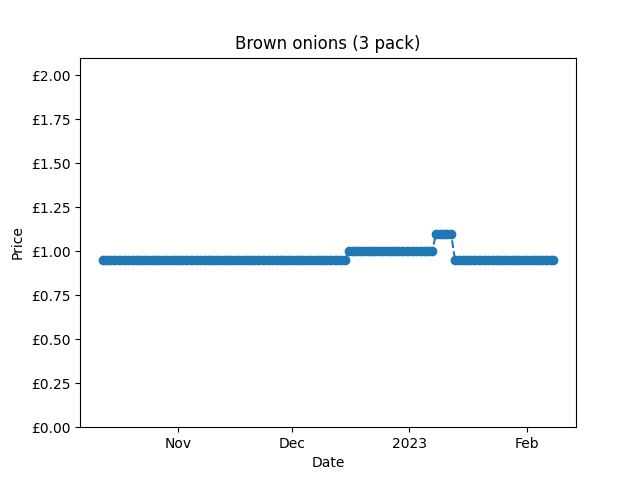 Brown onions (3 pack)
£2.00
£1.75
£1.50
£1.25
£1.00
£0.75
£0.50
£0.25
£0.00
Price
Nov Dec 2023 Feb
Date